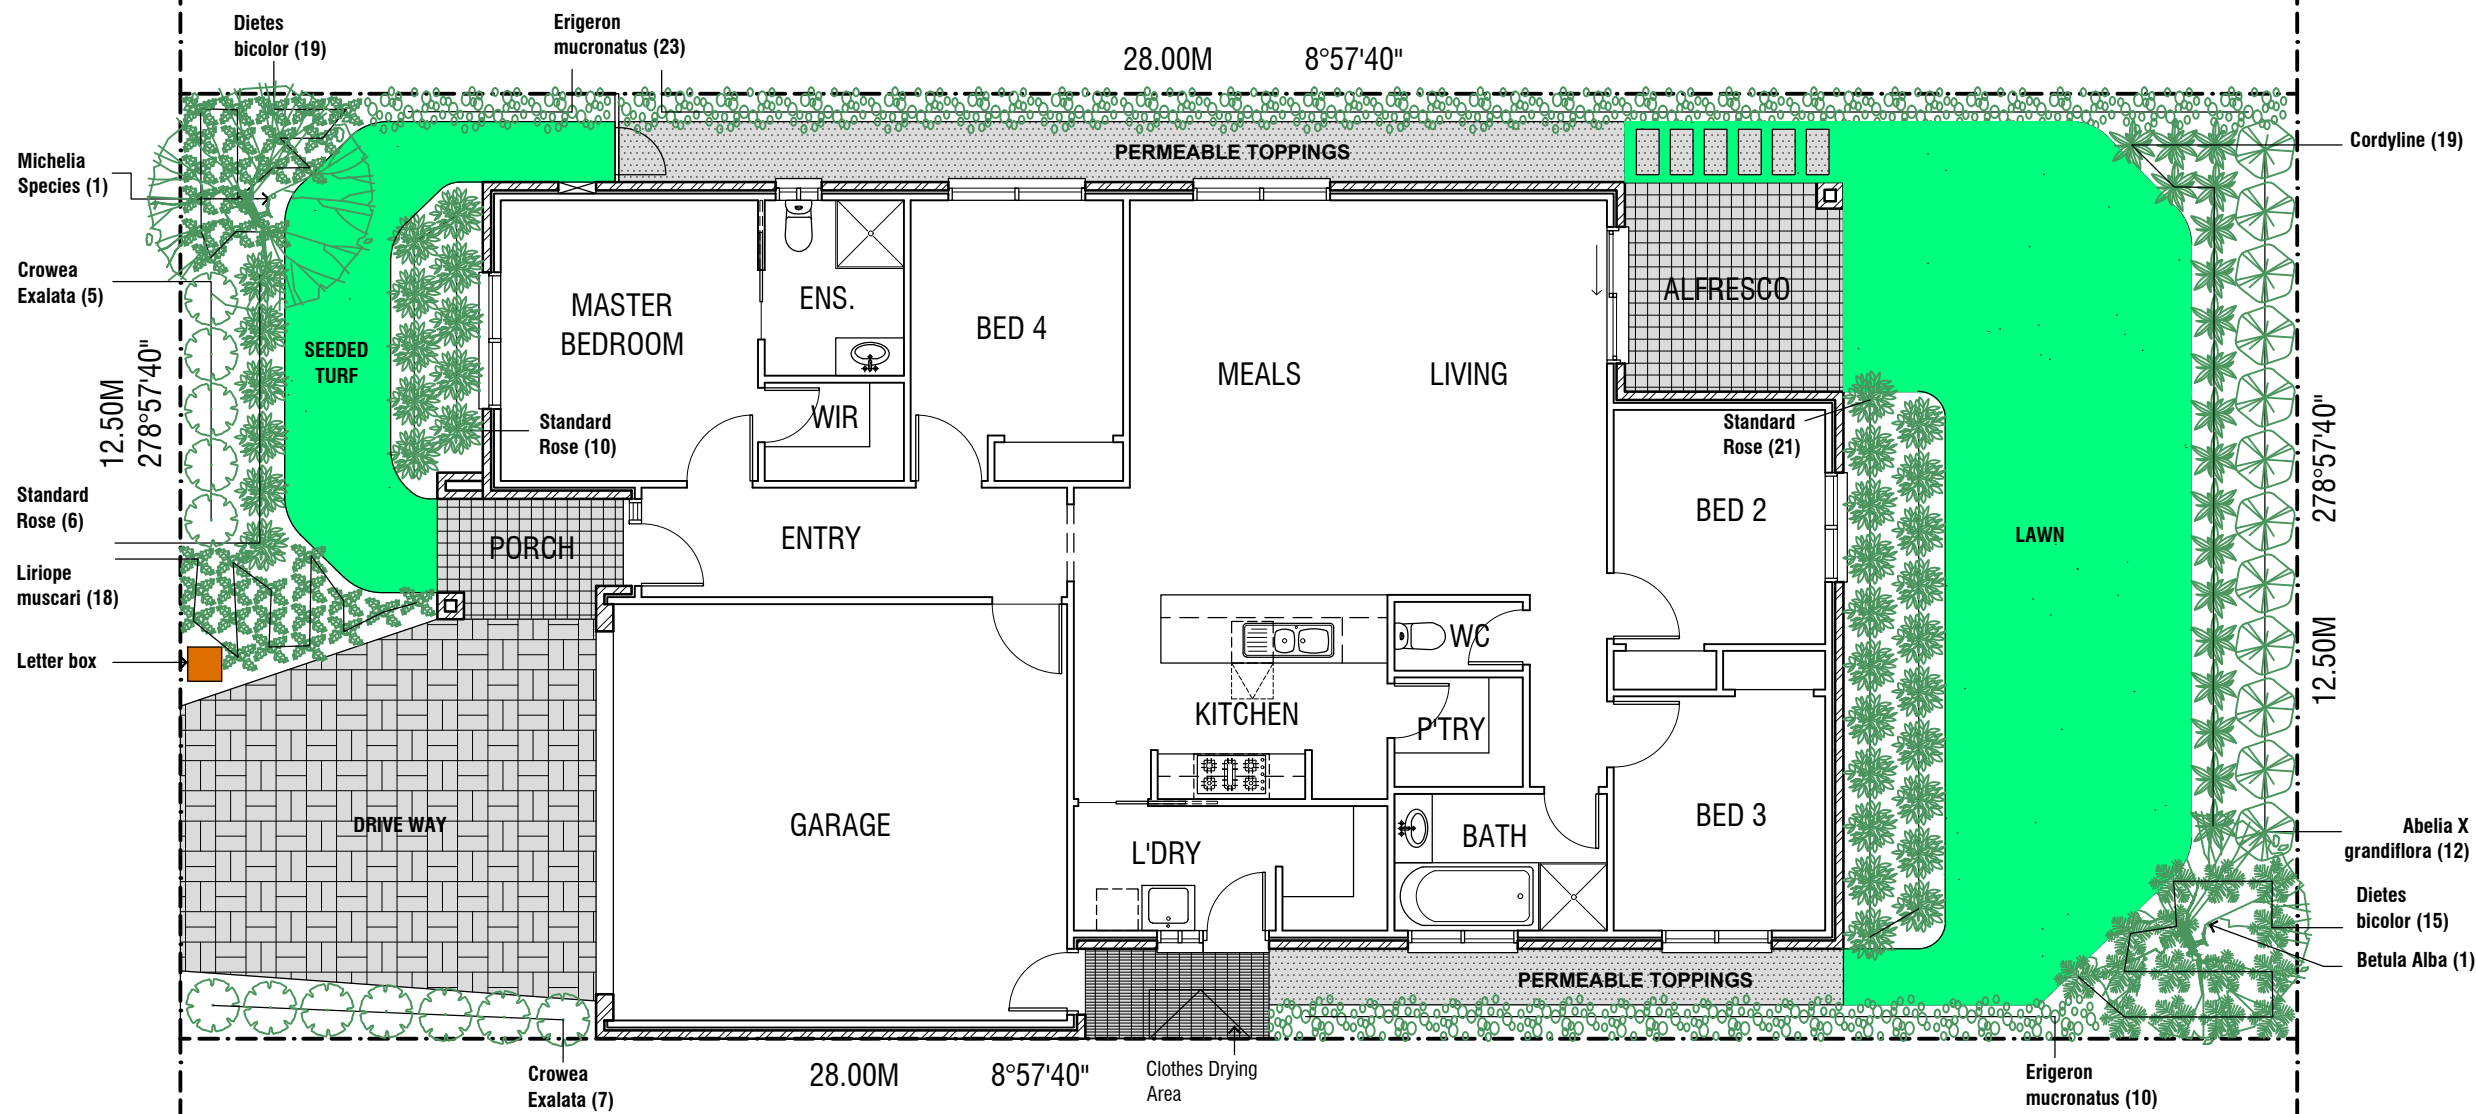 Dietes
bicolor (19)
Erigeron
mucronatus (23)
28.00M 8°57'40"
Michelia
Species (1)
PERMEABLE TOPPINGS
Cordyline (19)
Crowea
Exalata (5)
MASTER
BEDROOM
ENS.
BED 4
MEALS
LIVING
ALFRESCO
SEEDED
TURF
12.50M
278°57'40"
WIR
Standard
Rose (10)
Standard
Rose (21)
278°57'40"
12.50M
Standard
Rose (6)
PORCH
ENTRY
BED 2
LAWN
Liriope
muscari (18)
WC
Letter box
KITCHEN
P'TRY
DRIVE WAY
GARAGE
L'DRY
BATH
BED 3
Abelia X
grandiflora (12)
Dietes
bicolor (15)
Betula Alba (1)
PERMEABLE TOPPINGS
Crowea
Exalata (7)
28.00M 8°57'40"
Clothes Drying
Area
Erigeron
mucronatus (10)